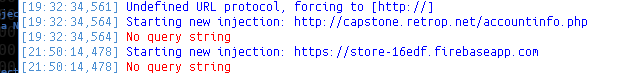 [19:32:34,561] Undefined URL protocol, forcing to [http://]
[19:32:34,564] Starting new injection: http://capstone.retrop.net/accountinfo.php
[19:32:34,564] No query string
[21:50:14,478] Starting new injection: https://store-16edf.firebaseapp.com
[21:50:14,478] No query string